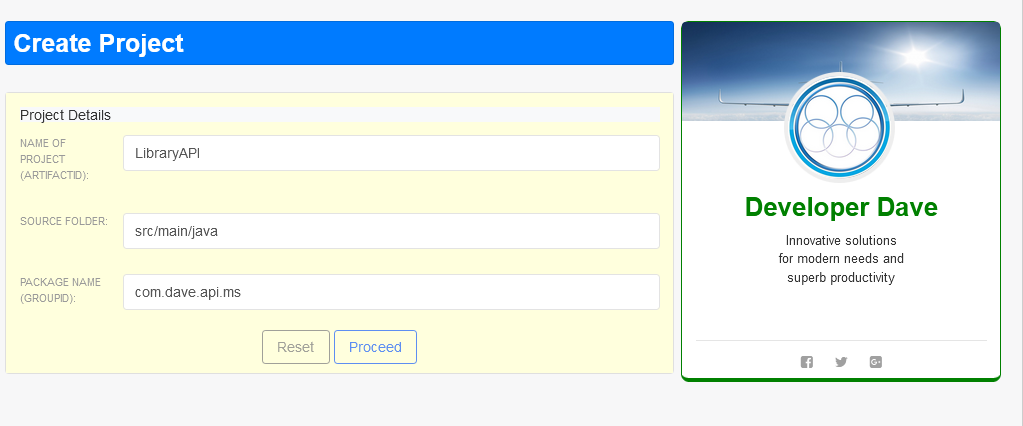 Create Project
Project Details
NAME OF
PROJECT
(ARTIFACTID):
LibraryAPI
SOURCE FOLDER:
src/main/java
PACKAGE NAME
(GROUPID):
com.dave.api.ms
Reset
Proceed
Developer Dave
Innovative solutions
for modern needs and
superb productivity